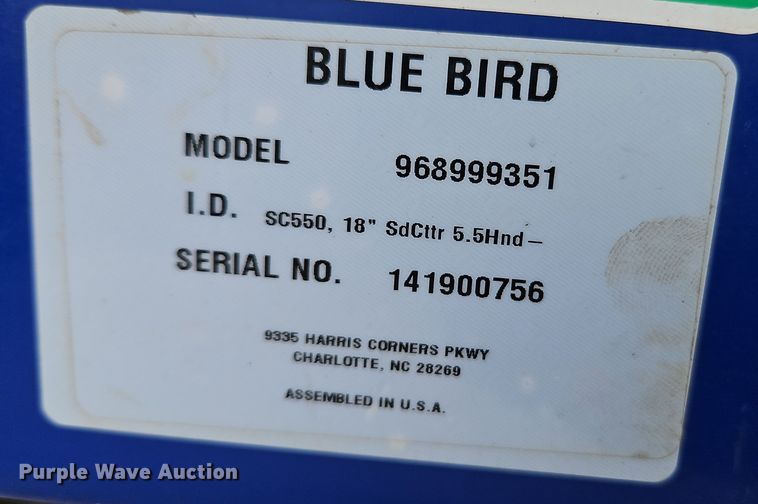 BLUE BIRD
MODEL 968999351
I.D. SC550, 18" SdCttr 5.5Hnd–
SERIAL NO. 141900756
9335 HARRIS CORNERS PKWY
CHARLOTTE, NC 28269
ASSEMBLED IN U.S.A.
Purple Wave Auction